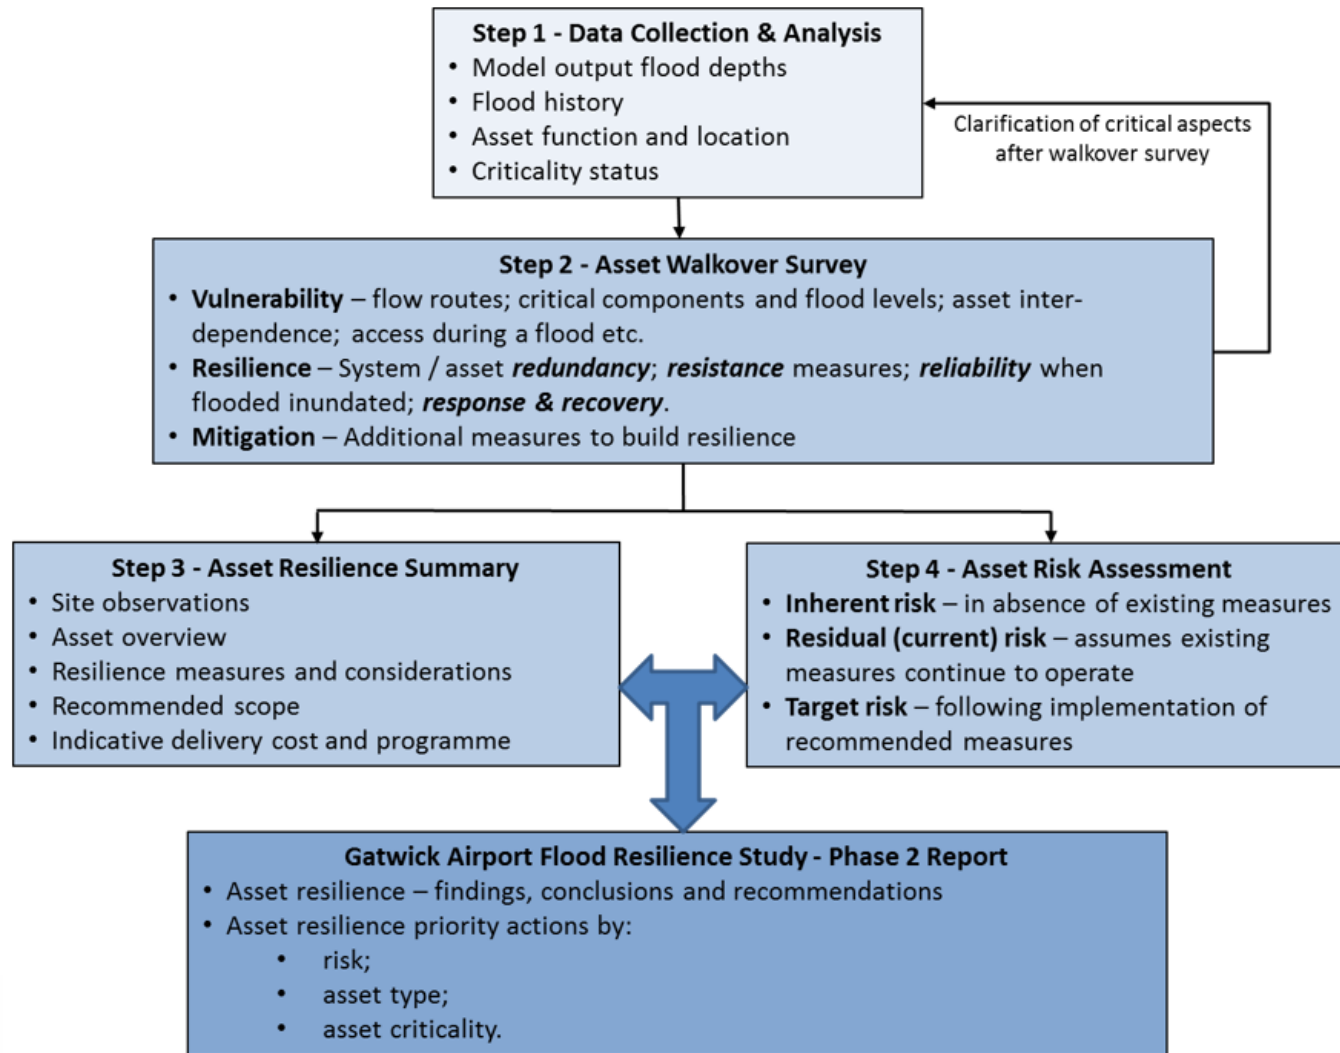 Step 1 - Data Collection & Analysis
• Model output flood depths
• Flood history
• Asset function and location
• Criticality status
Clarification of critical aspects
after walkover survey
Step 2 - Asset Walkover Survey
• Vulnerability – flow routes; critical components and flood levels; asset inter-
dependence; access during a flood etc.
• Resilience – System / asset redundancy; resistance measures; reliability when
flooded inundated; response & recovery.
• Mitigation – Additional measures to build resilience
Step 3 - Asset Resilience Summary
• Site observations
• Asset overview
• Resilience measures and considerations
• Recommended scope
• Indicative delivery cost and programme
Step 4 - Asset Risk Assessment
• Inherent risk – in absence of existing measures
• Residual (current) risk – assumes existing
measures continue to operate
• Target risk – following implementation of
recommended measures
Gatwick Airport Flood Resilience Study - Phase 2 Report
• Asset resilience – findings, conclusions and recommendations
• Asset resilience priority actions by:
• risk;
• asset type;
• asset criticality.